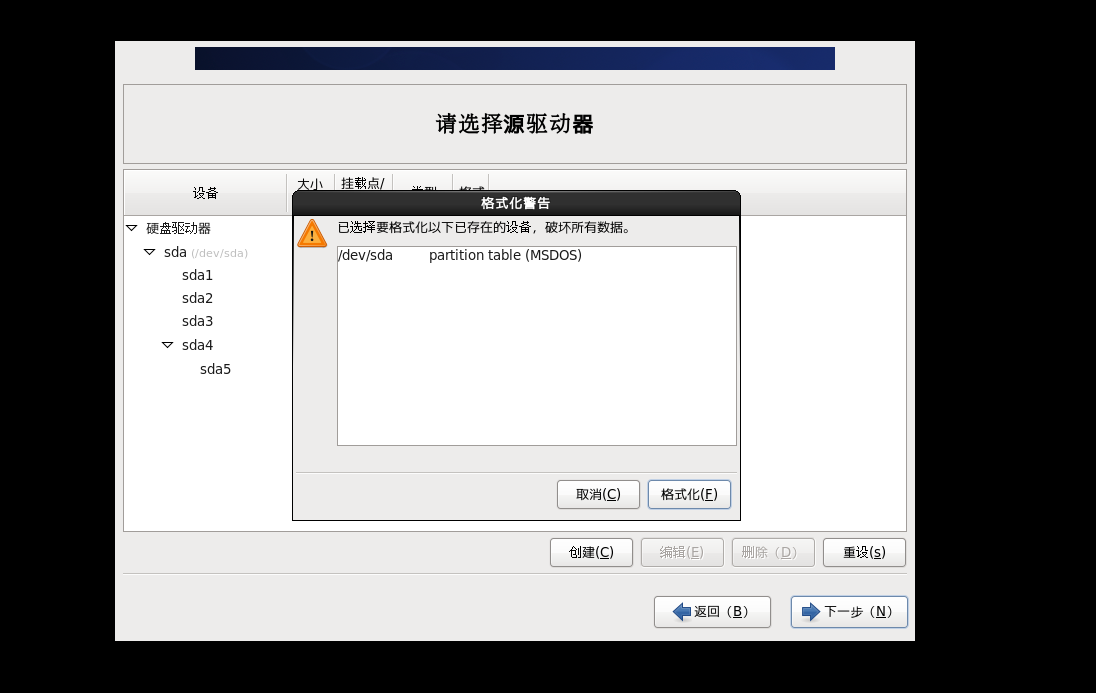 请选择源驱动器
设备
大小
挂载点/
格式化警告
硬盘驱动器
sda (/dev/sda)
sda1
sda2
sda3
sda4
sda5
已选择要格式化以下已存在的设备，破坏所有数据。
/dev/sda partition table (MSDOS)
取消(C) 格式化(F)
创建(C) 编辑(E) 删除（D） 重设(s)
返回（B） 下一步（N）